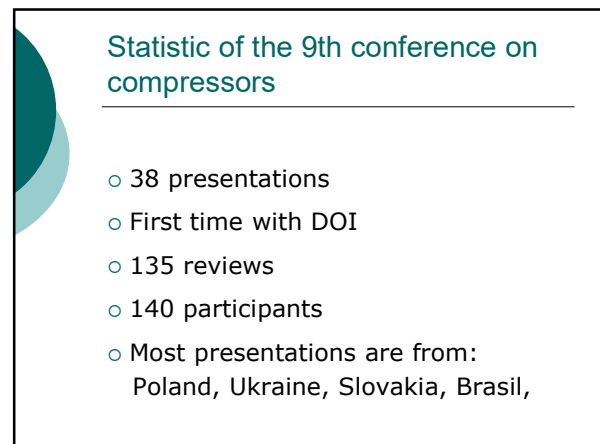 Statistic of the 9th conference on
compressors
38 presentations
First time with DOI
135 reviews
140 participants
Most presentations are from:
Poland, Ukraine, Slovakia, Brasil,